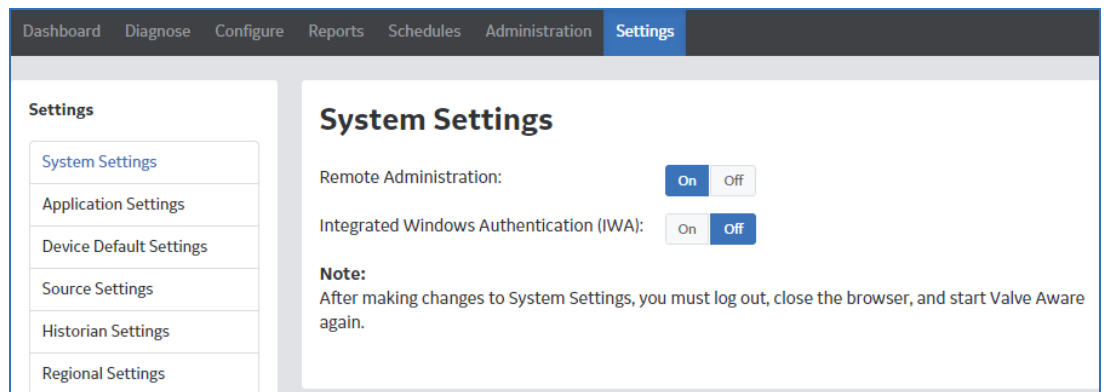 Dashboard Diagnose Configure Reports Schedules Administration Settings
Settings
System Settings
Application Settings
Device Default Settings
Source Settings
Historian Settings
Regional Settings
System Settings
Remote Administration: On Off
Integrated Windows Authentication (IWA): On Off
Note:
After making changes to System Settings, you must log out, close the browser, and start Valve Aware
again.